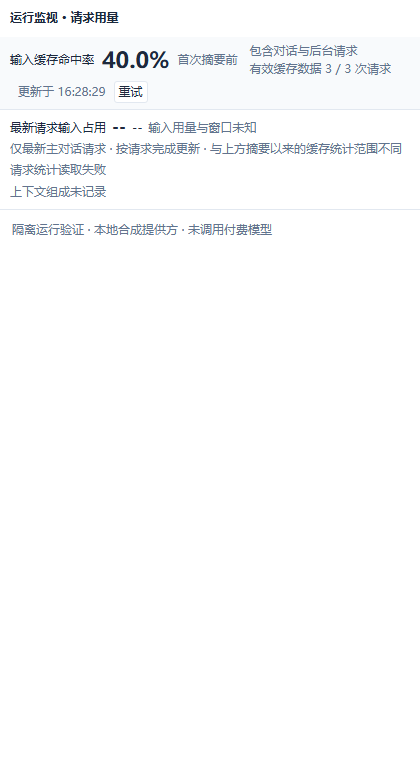 运行监视 · 请求用量
输入缓存命中率 40.0% 首次摘要前 包含对话与后台请求
有效缓存数据 3 / 3 次请求
更新于 16:28:29 重试
最新请求输入占用 -- -- 输入用量与窗口未知
仅最新主对话请求 · 按请求完成更新 · 与上方摘要以来的缓存统计范围不同
请求统计读取失败
上下文组成未记录
隔离运行验证 · 本地合成提供方 · 未调用付费模型